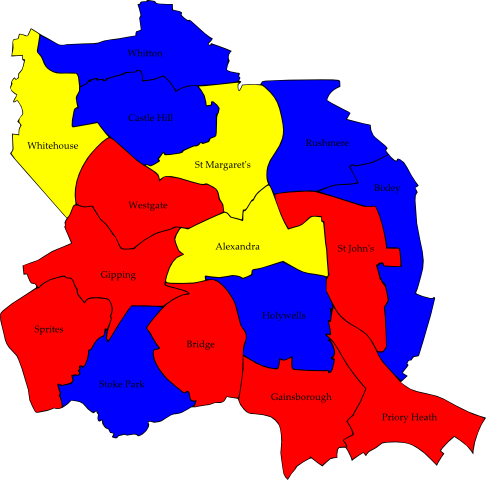 Whitton
Castle Hill
Rushmere
Whitehouse
St Margaret's
Bixley
Westgate
Alexandra
St John's
Gipping
Holywells
Sprites
Bridge
Stoke Park
Gainsborough
Priory Heath